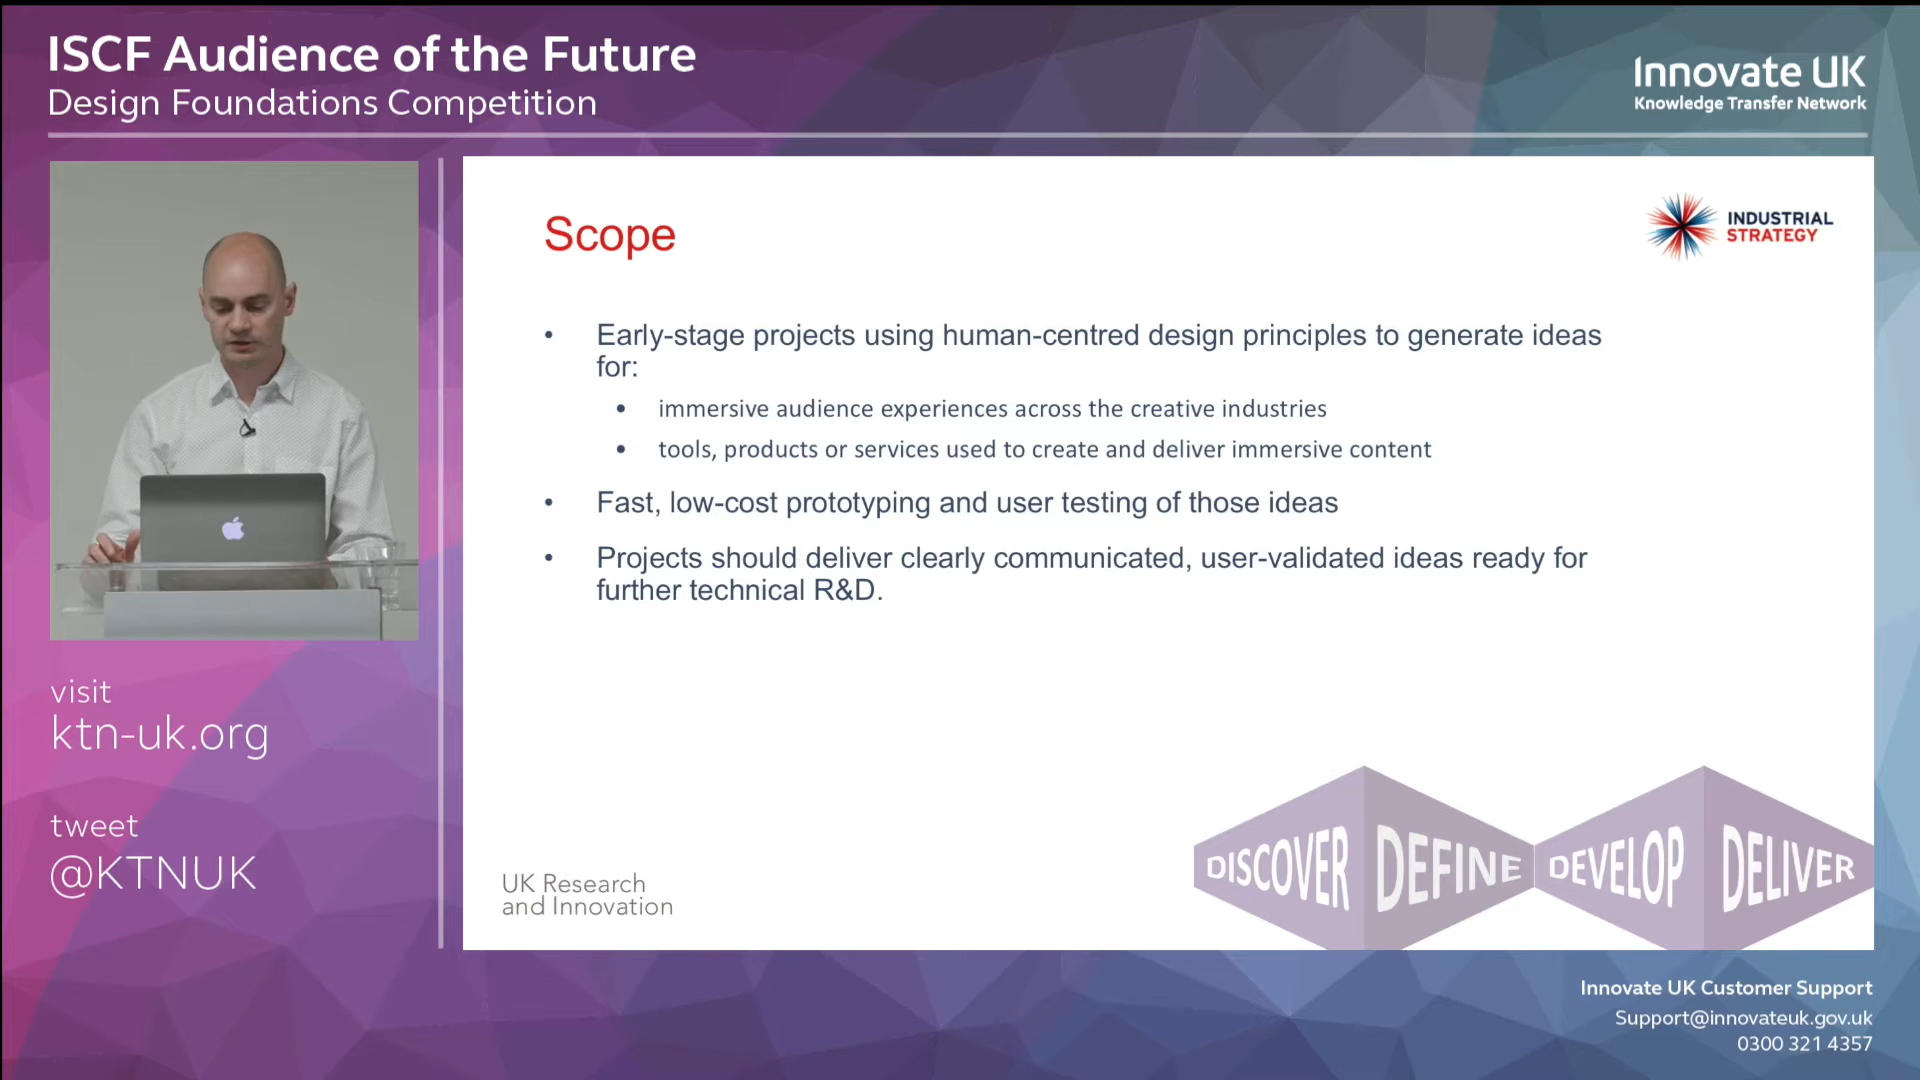 ISCF Audience of the Future
Design Foundations Competition
Innovate UK
Knowledge Transfer Network
Scope
INDUSTRIAL
STRATEGY
• Early-stage projects using human-centred design principles to generate ideas
for:
• immersive audience experiences across the creative industries
• tools, products or services used to create and deliver immersive content
• Fast, low-cost prototyping and user testing of those ideas
• Projects should deliver clearly communicated, user-validated ideas ready for
further technical R&D.
visit
ktn-uk.org
tweet
@KTNUK
UK Research
and Innovation
DISCOVER DEFINE DEVELOP DELIVER
Innovate UK Customer Support
Support@innovateuk.gov.uk
0300 321 4357